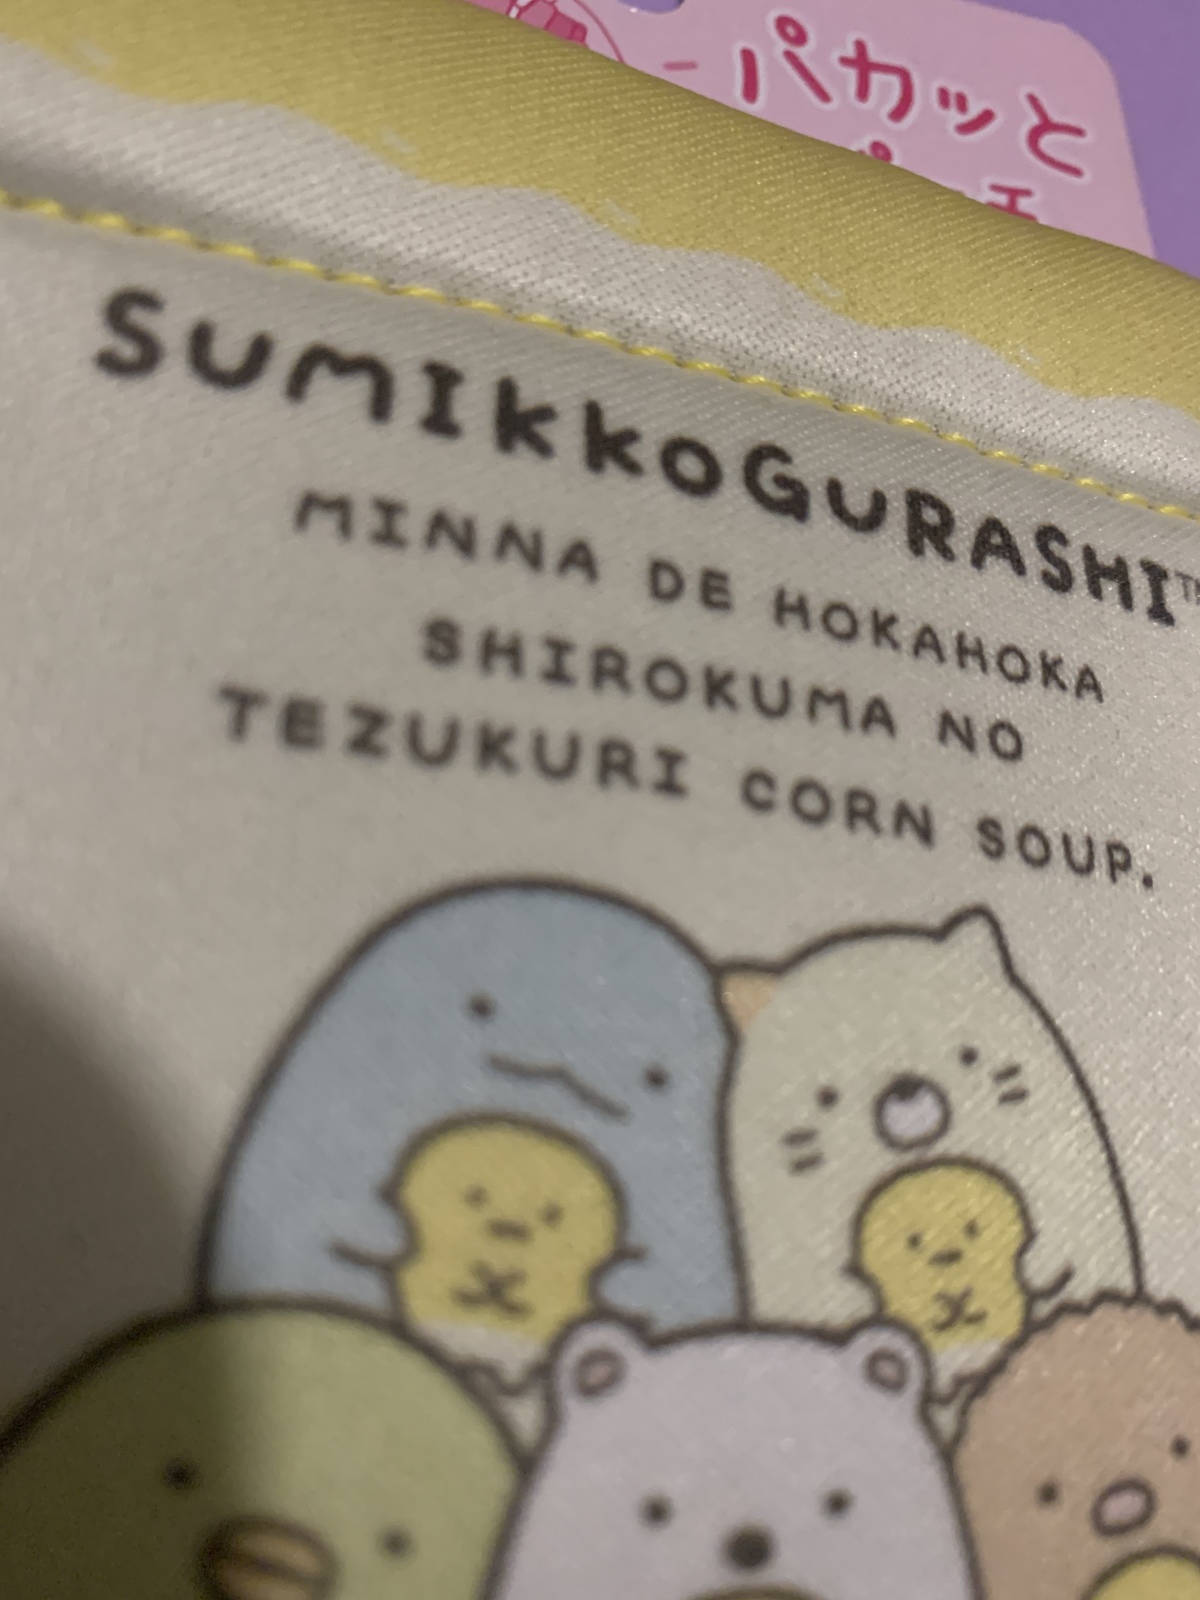 パカッと
SUMIKKOGURASHI™
MINNA DE HOKAHOKA
SHIROKUMA NO
TEZUKURI CORN SOUP.